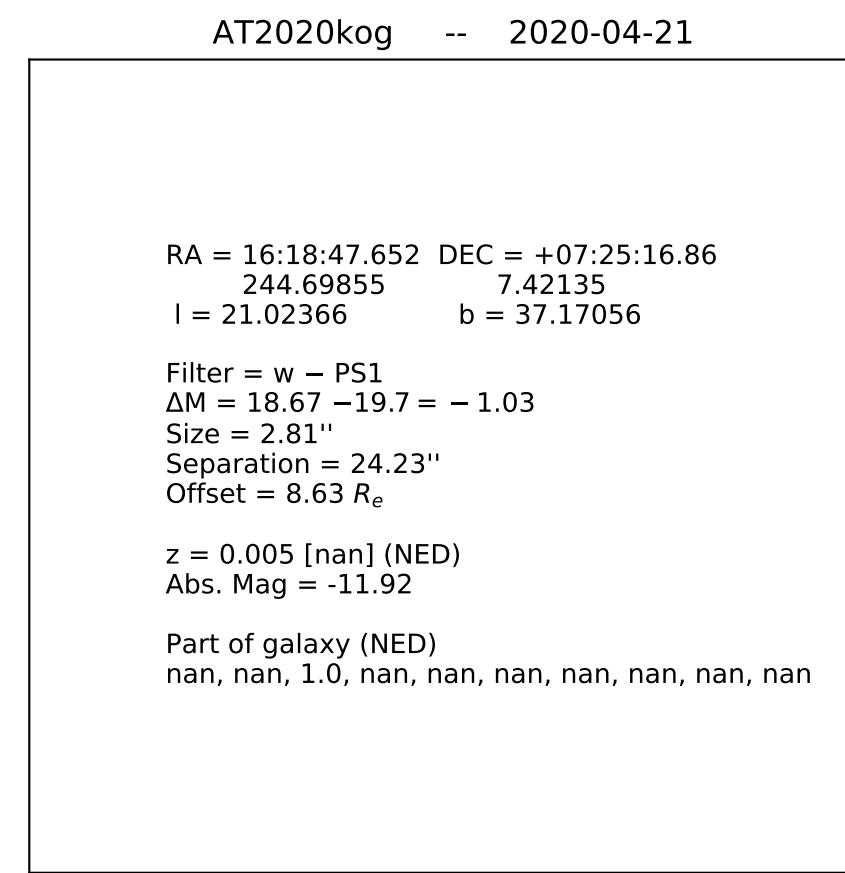 AT2020kog -- 2020-04-21
RA = 16:18:47.652 DEC = +07:25:16.86
244.69855 7.42135
l = 21.02366 b = 37.17056
Filter = w − PS1
ΔM = 18.67 −19.7 = − 1.03
Size = 2.81''
Separation = 24.23''
Offset = 8.63 Re
z = 0.005 [nan] (NED)
Abs. Mag = -11.92
Part of galaxy (NED)
nan, nan, 1.0, nan, nan, nan, nan, nan, nan, nan